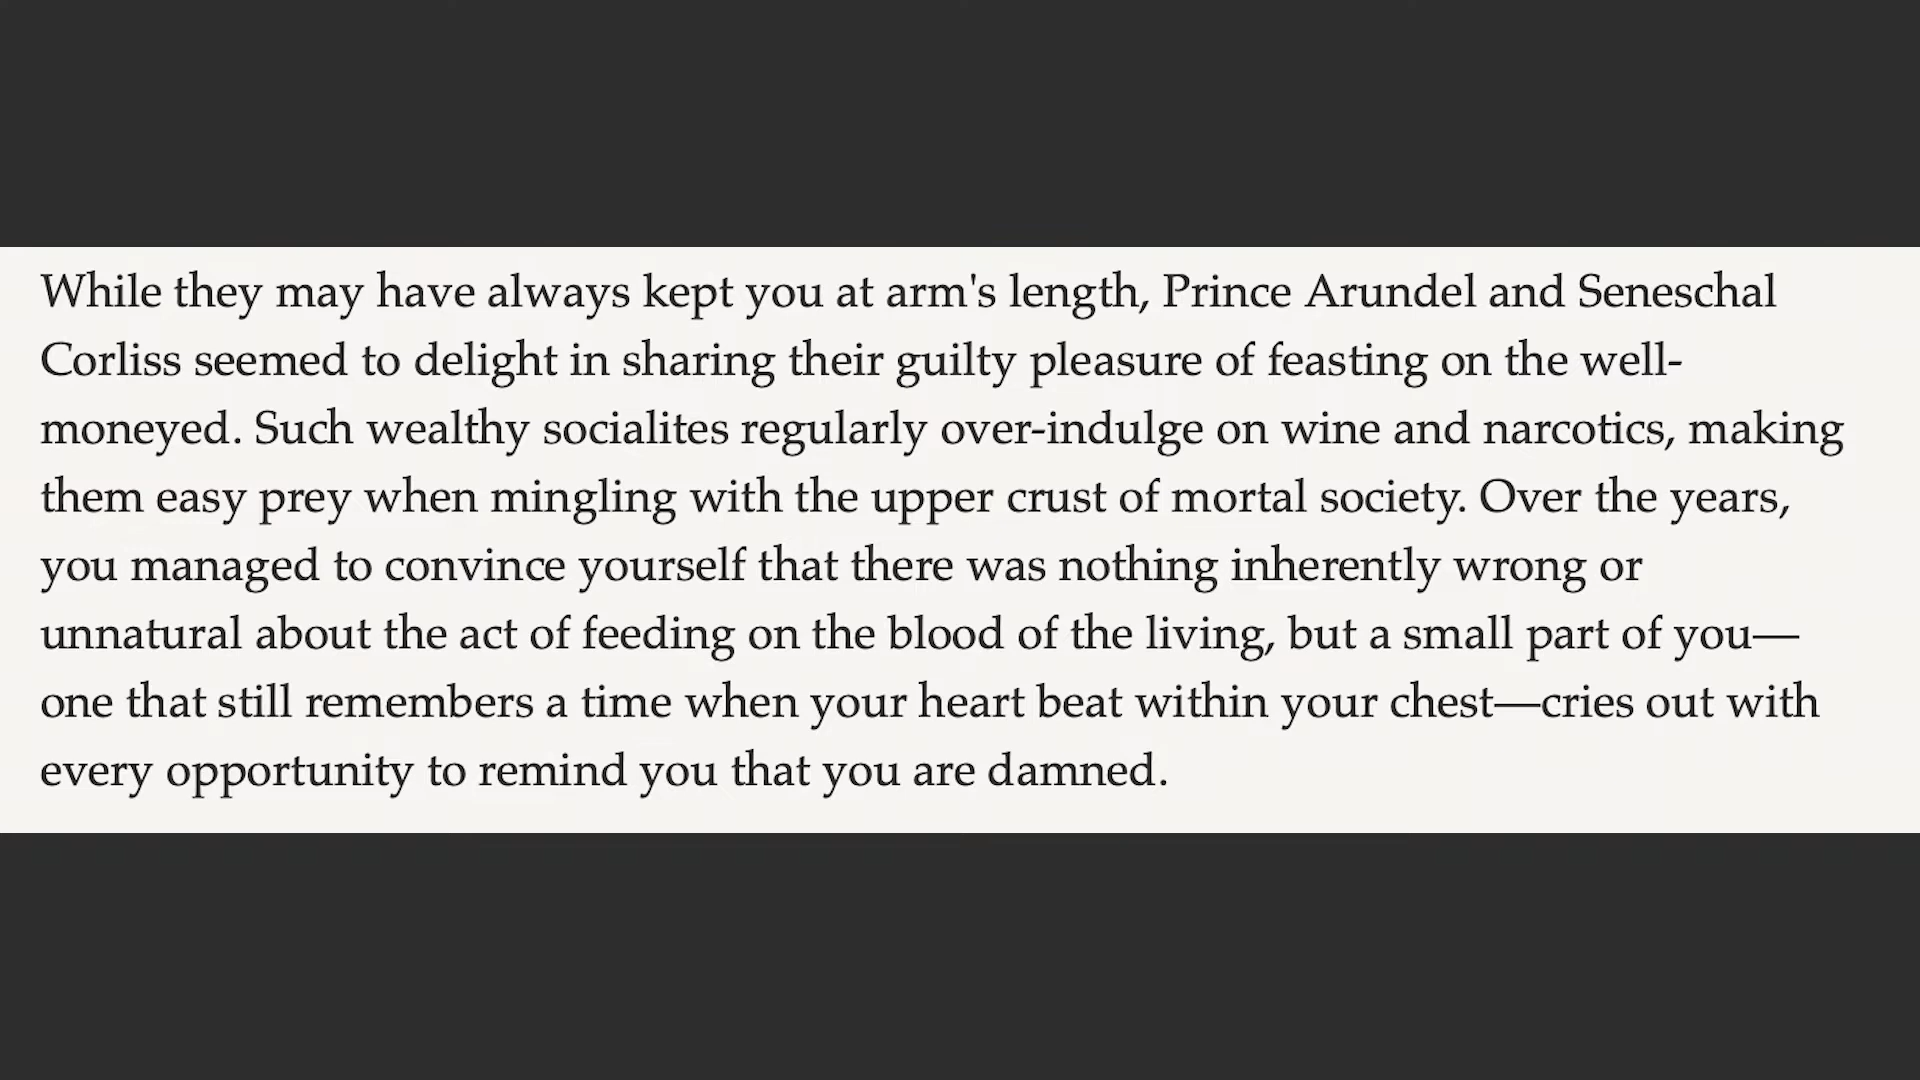 While they may have always kept you at arm's length, Prince Arundel and Seneschal
Corliss seemed to delight in sharing their guilty pleasure of feasting on the well-
moneyed. Such wealthy socialites regularly over-indulge on wine and narcotics, making
them easy prey when mingling with the upper crust of mortal society. Over the years,
you managed to convince yourself that there was nothing inherently wrong or
unnatural about the act of feeding on the blood of the living, but a small part of you—
one that still remembers a time when your heart beat within your chest—cries out with
every opportunity to remind you that you are damned.